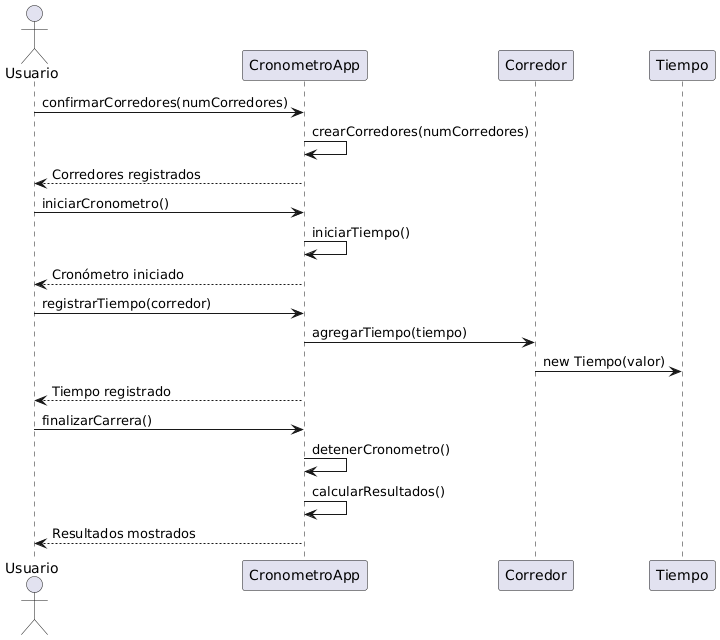 Usuario
CronometroApp
Corredor
Tiempo
confirmarCorredores(numCorredores)
crearCorredores(numCorredores)
Corredores registrados
iniciarCronometro()
iniciarTiempo()
Cronómetro iniciado
registrarTiempo(corredor)
agregarTiempo(tiempo)
new Tiempo(valor)
Tiempo registrado
finalizarCarrera()
detenerCronometro()
calcularResultados()
Resultados mostrados
Usuario
CronometroApp
Corredor
Tiempo